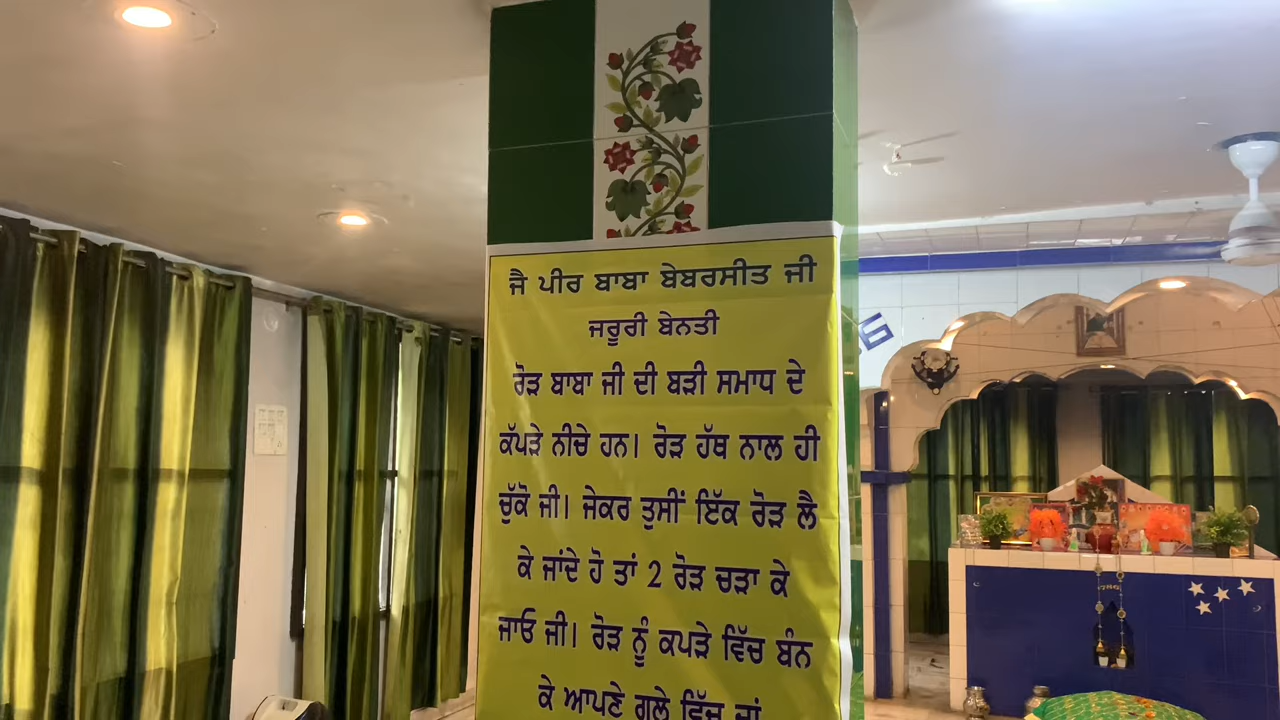 ਜੈ ਪੀਰ ਬਾਬਾ ਬੇਬਰਸੀਤ ਜੀ
ਜਰੂਰੀ ਬੇਨਤੀ
ਰੋੜ ਬਾਬਾ ਜੀ ਦੀ ਬੜੀ ਸਮਾਧ ਦੇ
ਕੱਪੜੇ ਨੀਚੇ ਹਨ। ਰੋੜ ਹੱਥ ਨਾਲ ਹੀ
ਚੁੱਕੋ ਜੀ। ਜੇਕਰ ਤੁਸੀਂ ਇੱਕ ਰੋੜ ਲੈ
ਕੇ ਜਾਂਦੇ ਹੋ ਤਾਂ 2 ਰੋੜ ਚੜਾ ਕੇ
ਜਾਓ ਜੀ। ਰੋੜ ਨੂੰ ਕਪੜੇ ਵਿੱਚ ਬੰਨ
ਕੇ ਆਪਣੇ ਗਲੇ ਵਿੱਚ ਜਾਂ